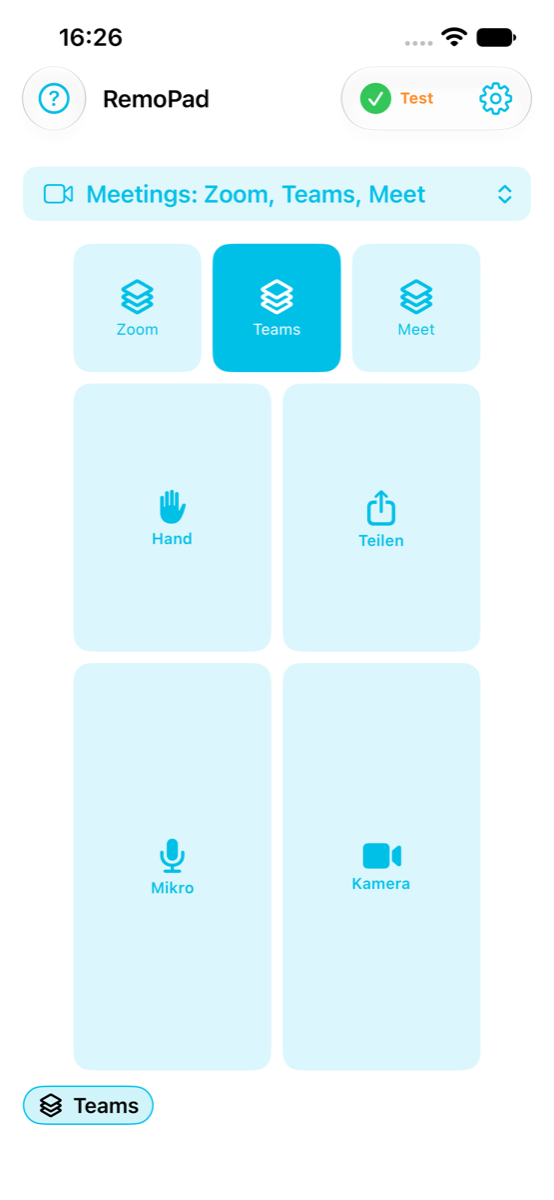 16:26
RemoPad
Test
Meetings: Zoom, Teams, Meet
Zoom
Teams
Meet
Hand
Teilen
Mikro
Kamera
Teams